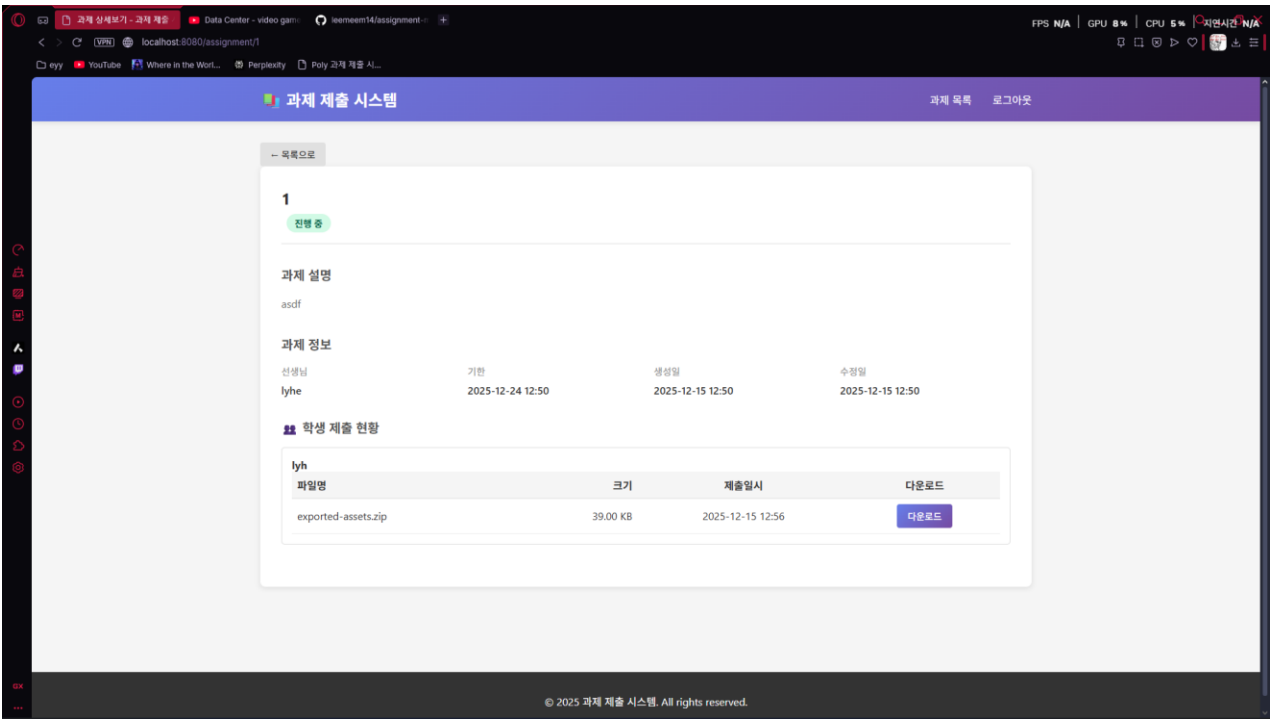 과제 상세보기 - 과제 제출
Data Center - video gam
leemeem14/assignment-
FPS N/A GPU 8% CPU 5% 지연시간 N/A
VPN localhost:8080/assignment/1
eyy YouTube Where in the Worl... Perplexity Poly 과제 제출 시...
과제 제출 시스템 과제 목록 로그아웃
← 목록으로
1
진행 중
과제 설명
asdf
과제 정보
선생님 기한 생성일 수정일
lyhe 2025-12-24 12:50 2025-12-15 12:50 2025-12-15 12:50
학생 제출 현황
lyh
파일명 크기 제출일시 다운로드
exported-assets.zip 39.00 KB 2025-12-15 12:56 다운로드
GX
© 2025 과제 제출 시스템. All rights reserved.